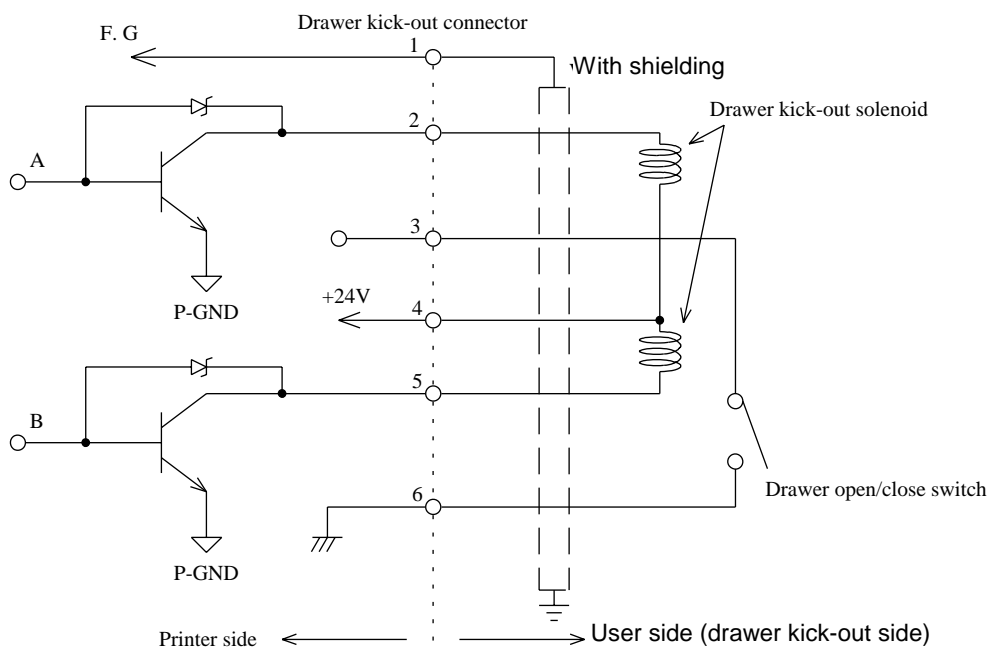 Drawer kick-out connector
F. G
1
With shielding
Drawer kick-out solenoid
2
A
3
P-GND
+24V
4
5
B
Drawer open/close switch
6
P-GND
Printer side
User side (drawer kick-out side)